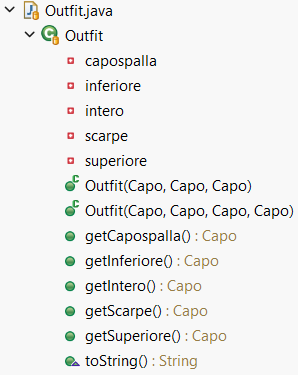 Outfit.java
Outfit
capospalla
inferiore
intero
scarpe
superiore
Outfit(Capo, Capo, Capo)
Outfit(Capo, Capo, Capo, Capo)
getCapospalla() : Capo
getInferiore() : Capo
getIntero() : Capo
getScarpe() : Capo
getSuperiore() : Capo
toString() : String